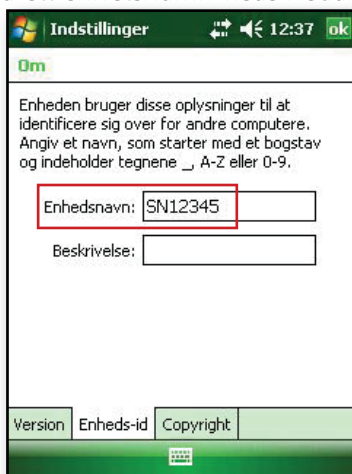 Indstillinger 12:37 ok
Om
Enheden bruger disse oplysninger til at
identificere sig over for andre computere.
Angiv et navn, som starter med et bogstav
og indeholder tegnene _, A-Z eller 0-9.
Enhedsnavn: SN12345
Beskrivelse:
Version Enheds-id Copyright